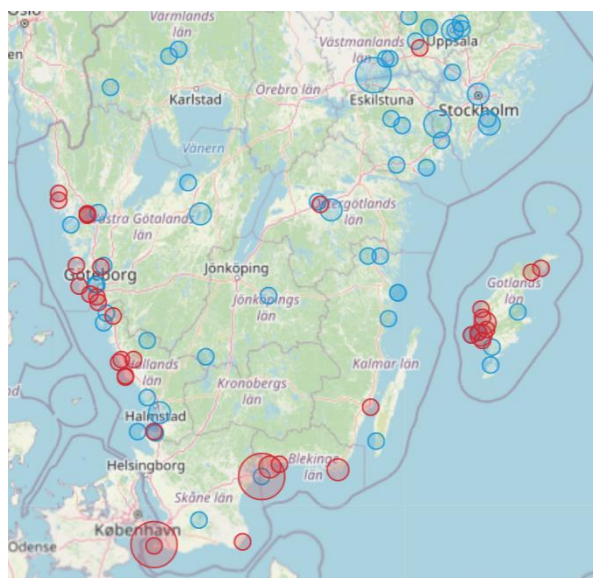 Oslo
Värmlands
län
Västmanlands
län
Uppsala
en
Karlstad
Örebro län
Eskilstuna
Stockholm
Vänern
Östergötlands
län
Västra Götalands
län
Göteborg
Jönköping
Gotlands
län
Jönköpings
län
Hallands
län
Kalmar län
Kronobergs
län
Halmstad
Helsingborg
Blekinge
län
Skåne län
København
Odense